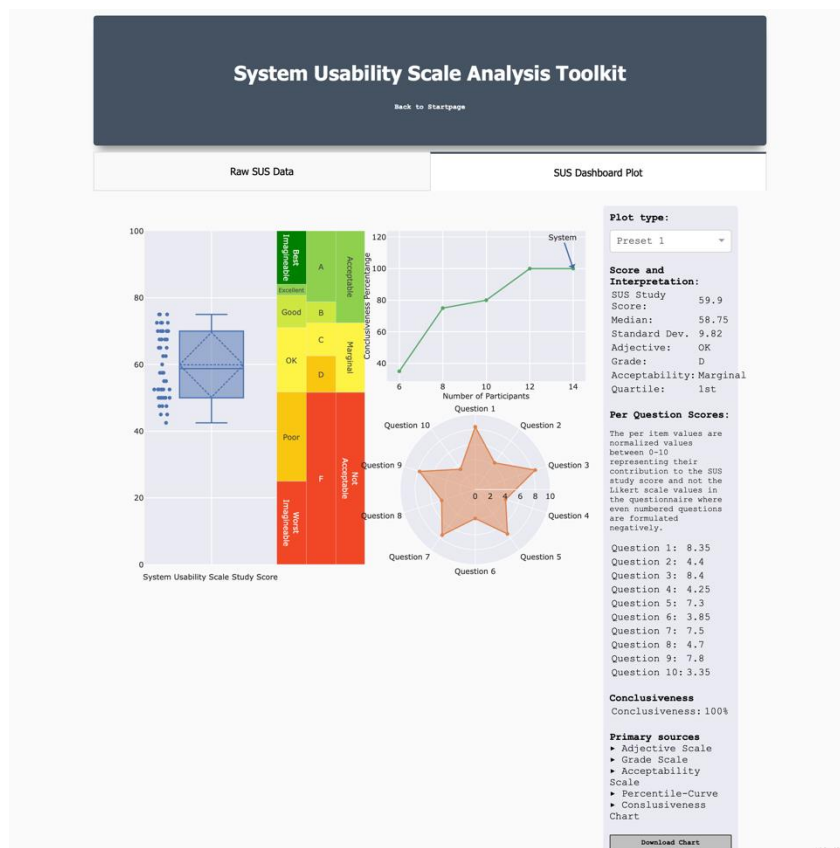 System Usability Scale Analysis Toolkit
Back to Startpage
Raw SUS Data
SUS Dashboard Plot
100
80
60
40
20
0
System Usability Scale Study Score
Best Imagineable
Excellent
Good
OK
Poor
Worst Imagineable
A
B
C
D
F
Acceptable
Marginal
Not Acceptable
Conclusiveness Percentange
120
100
80
60
40
System
6
8
10
12
14
Number of Participants
Question 1
Question 2
Question 3
Question 4
Question 5
Question 6
Question 7
Question 8
Question 9
Question 10
0 2 4 6 8 10
Plot type:
Preset 1
Score and
Interpretation:
SUS Study
Score: 59.9
Median: 58.75
Standard Dev. 9.82
Adjective: OK
Grade: D
Acceptability: Marginal
Quartile: 1st
Per Question Scores:
The per item values are
normalized values
between 0-10
representing their
contribution to the SUS
study score and not the
Likert scale values in
the questionnaire where
even numbered questions
are formulated
negatively.
Question 1: 8.35
Question 2: 4.4
Question 3: 8.4
Question 4: 4.25
Question 5: 7.3
Question 6: 3.85
Question 7: 7.5
Question 8: 4.7
Question 9: 7.8
Question 10: 3.35
Conclusiveness
Conclusiveness: 100%
Primary sources
▸ Adjective Scale
▸ Grade Scale
▸ Acceptability
Scale
▸ Percentile-Curve
▸ Conslusiveness
Chart
Download Chart